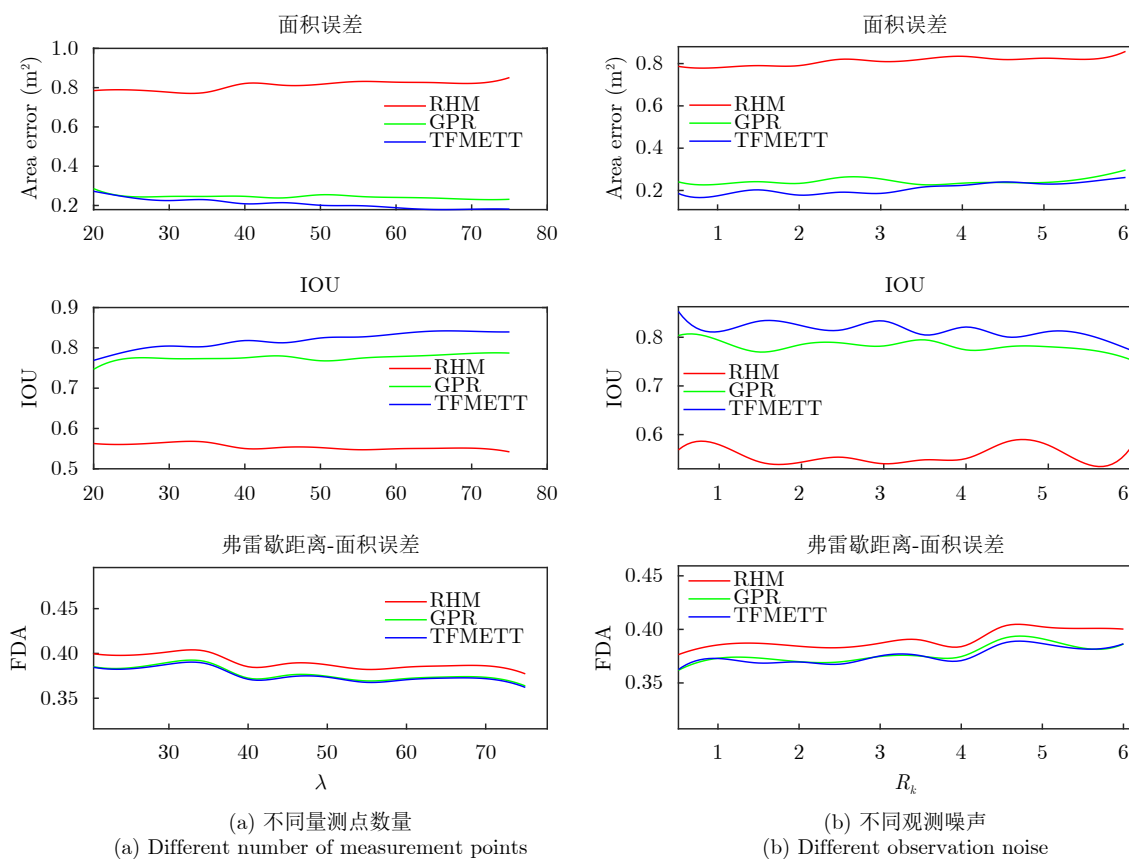 面积误差
Area error (m²)
1.0
0.8
0.6
0.4
0.2
RHM
GPR
TFMETT
20 30 40 50 60 70 80
IOU
IOU
0.9
0.8
0.7
0.6
0.5
RHM
GPR
TFMETT
20 30 40 50 60 70 80
弗雷歇距离-面积误差
FDA
0.45
0.40
0.35
RHM
GPR
TFMETT
30 40 50 60 70
λ
(a) 不同量测点数量
(a) Different number of measurement points
面积误差
Area error (m²)
0.8
0.6
0.4
0.2
RHM
GPR
TFMETT
1 2 3 4 5 6
IOU
IOU
0.8
0.8
0.6
RHM
GPR
TFMETT
1 2 3 4 5 6
弗雷歇距离-面积误差
FDA
0.45
0.40
0.35
RHM
GPR
TFMETT
1 2 3 4 5 6
Rₖ
(b) 不同观测噪声
(b) Different observation noise